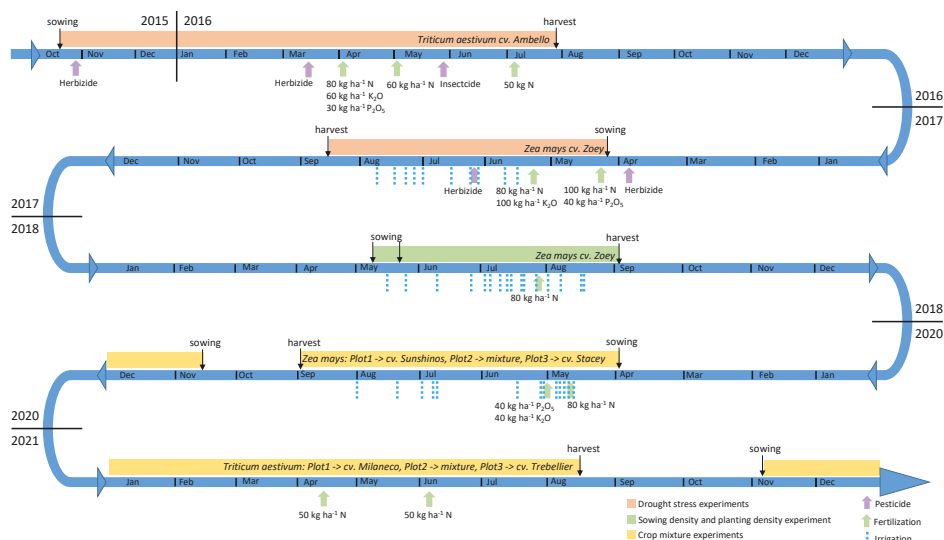 2015 2016
sowing harvest
Triticum aestivum cv. Ambello
Oct Nov Dec Jan Feb Mar Apr May Jun Jul Aug Sep Oct Nov Dec
Herbizide Herbizide 80 kg ha⁻¹ N 60 kg ha⁻¹ N Insectcide 50 kg N
60 kg ha⁻¹ K₂O
30 kg ha⁻¹ P₂O₅
2016
2017
harvest sowing
Zea mays cv. Zoey
Dec Nov Oct Sep Aug Jul Jun May Apr Mar Feb Jan
Herbizide 80 kg ha⁻¹ N 100 kg ha⁻¹ N Herbizide
100 kg ha⁻¹ K₂O 40 kg ha⁻¹ P₂O₅
2017
2018
sowing harvest
Zea mays cv. Zoey
Jan Feb Mar Apr May Jun Jul Aug Sep Oct Nov Dec
80 kg ha⁻¹ N
2018
2020
sowing harvest sowing
Zea mays: Plot1 -> cv. Sunshinos, Plot2 -> mixture, Plot3 -> cv. Stacey
Dec Nov Oct Sep Aug Jul Jun May Apr Mar Feb Jan
40 kg ha⁻¹ P₂O₅ 80 kg ha⁻¹ N
40 kg ha⁻¹ K₂O
2020
2021
harvest sowing
Triticum aestivum: Plot1 -> cv. Milaneco, Plot2 -> mixture, Plot3 -> cv. Trebellier
Jan Feb Mar Apr May Jun Jul Aug Sep Oct Nov Dec
50 kg ha⁻¹ N 50 kg ha⁻¹ N
Drought stress experiments
Sowing density and planting density experiment
Crop mixture experiments
Pesticide
Fertilization
Irrigation